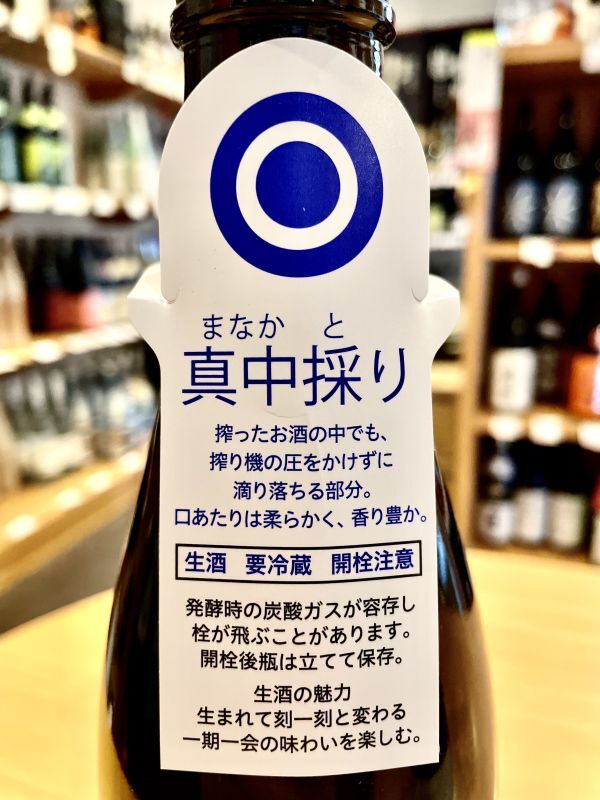 まなか と
真中採り
搾ったお酒の中でも、
搾り機の圧をかけずに
滴り落ちる部分。
口あたりは柔らかく、香り豊か。
生酒 要冷蔵 開栓注意
発酵時の炭酸ガスが容存し
栓が飛ぶことがあります。
開栓後瓶は立てて保存。
生酒の魅力
生まれて刻一刻と変わる
一期一会の味わいを楽しむ。